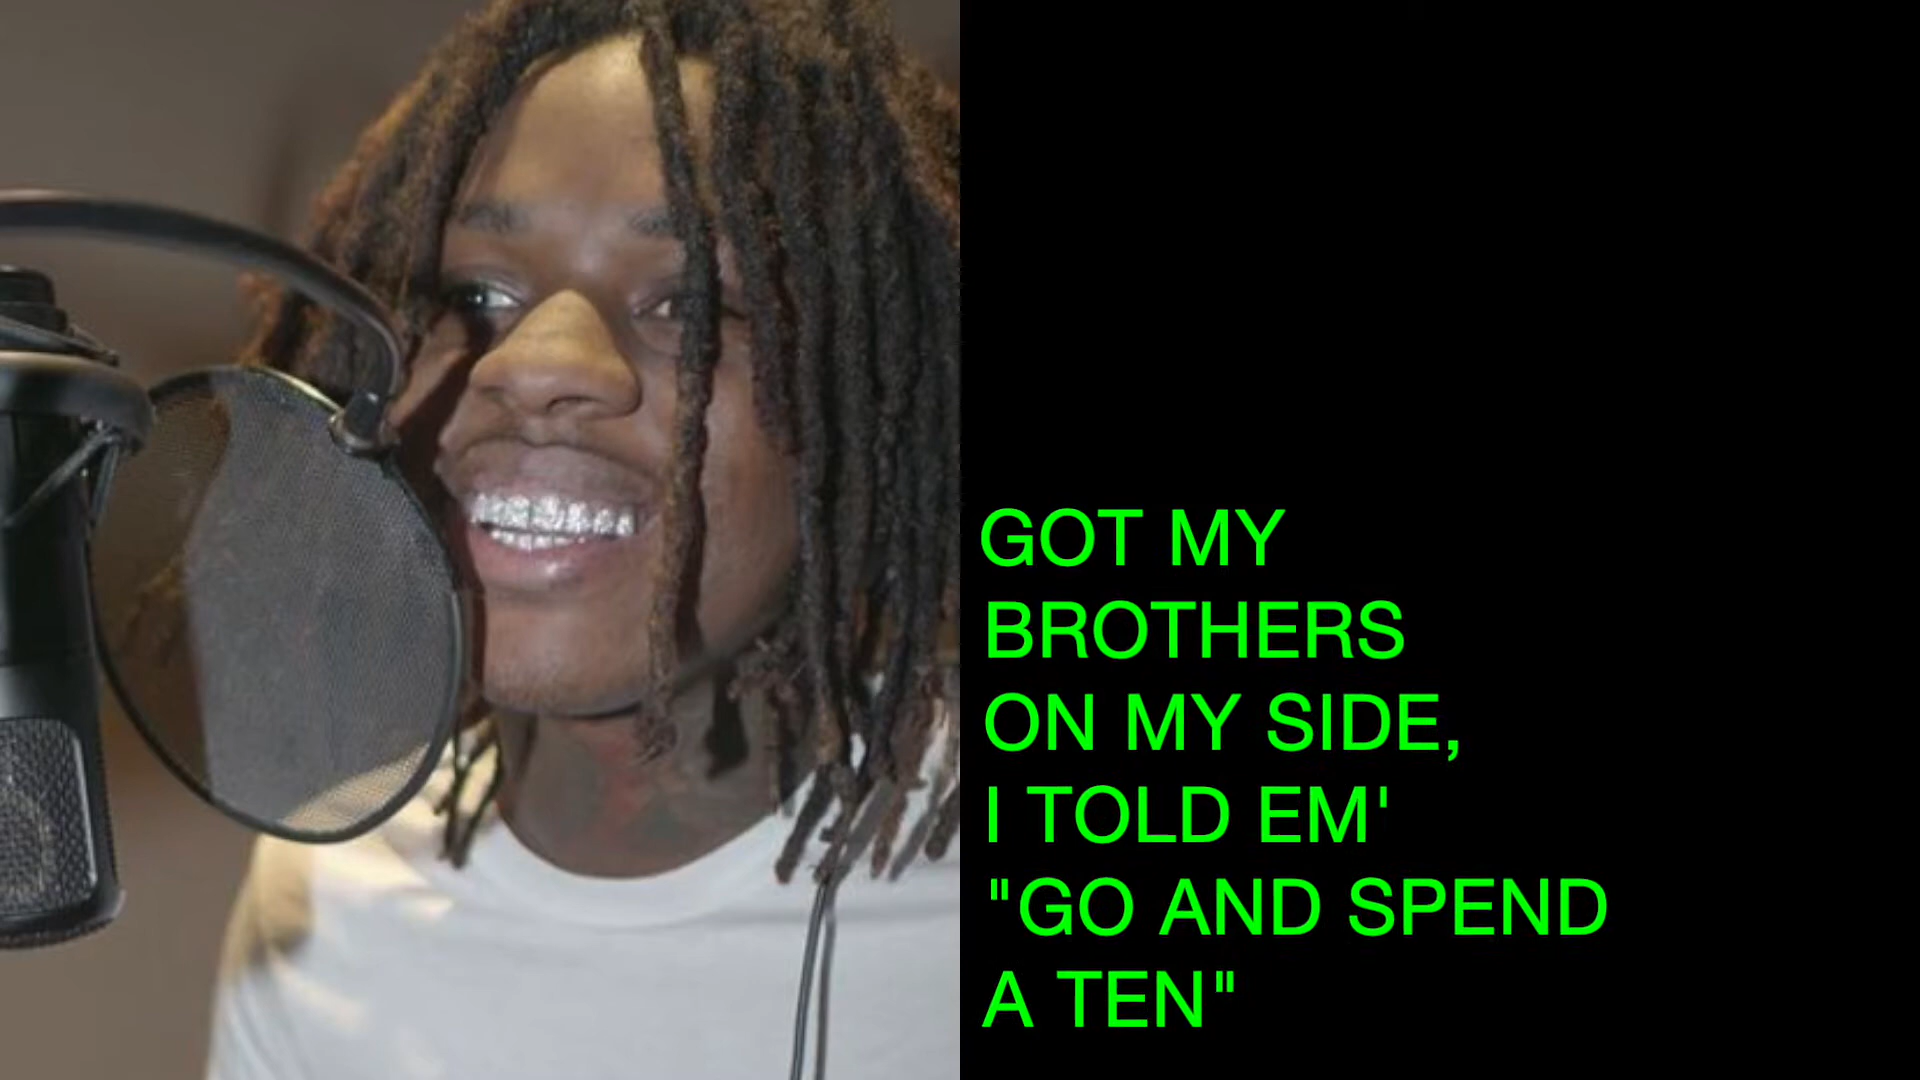 GOT MY
BROTHERS
ON MY SIDE,
I TOLD EM'
"GO AND SPEND
A TEN"